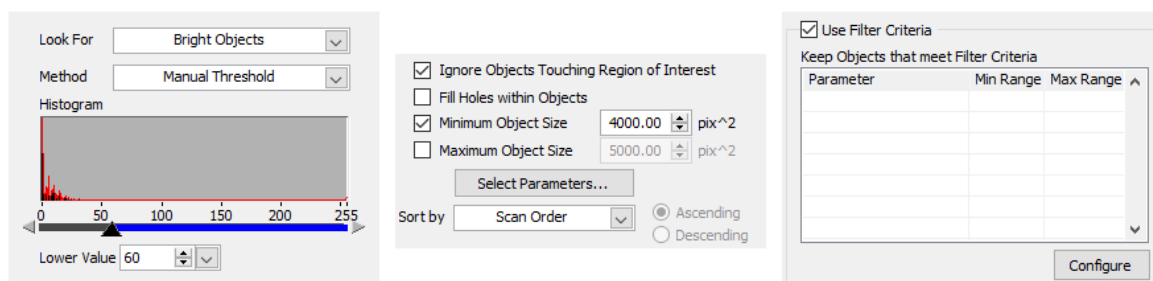 Look For Bright Objects
Method Manual Threshold
Histogram
0 50 100 150 200 255
Lower Value 60
Ignore Objects Touching Region of Interest
Fill Holes within Objects
Minimum Object Size 4000.00 pix^2
Maximum Object Size 5000.00 pix^2
Select Parameters...
Sort by Scan Order Ascending
Descending
Use Filter Criteria
Keep Objects that meet Filter Criteria
Parameter Min Range Max Range
Configure